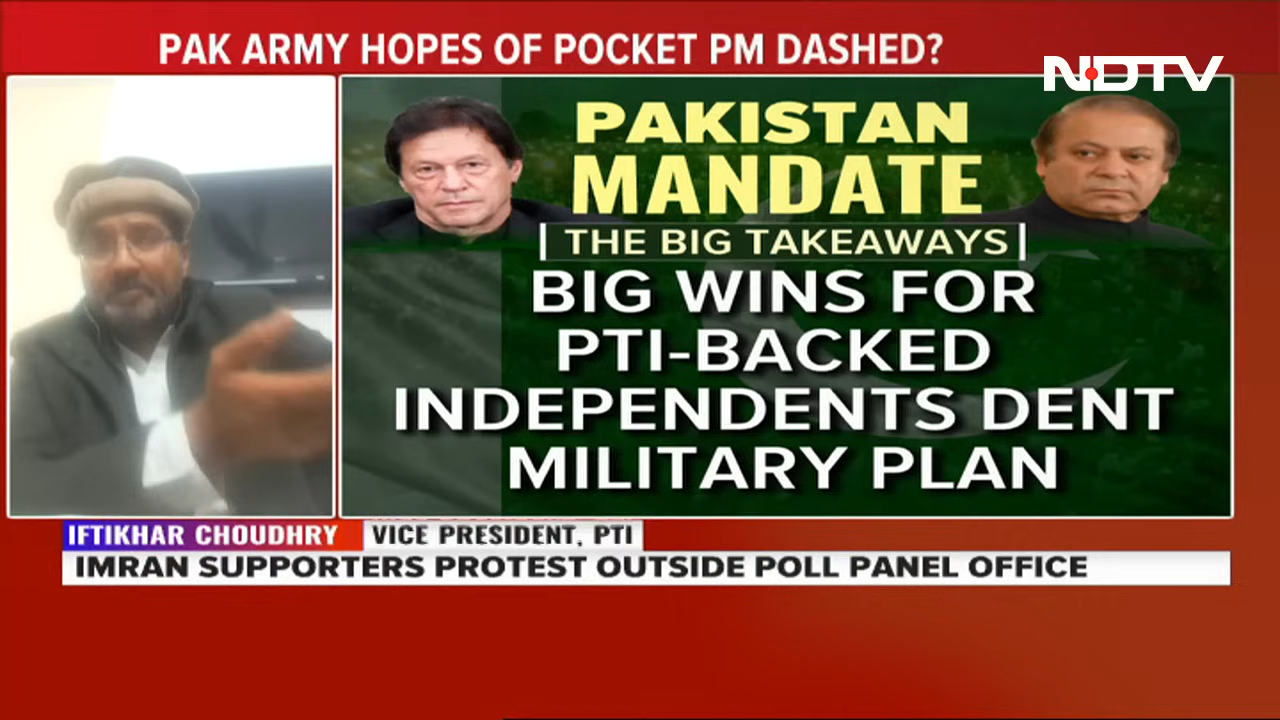 PAK ARMY HOPES OF POCKET PM DASHED?
NDTV
PAKISTAN
MANDATE
THE BIG TAKEAWAYS
BIG WINS FOR
PTI-BACKED
INDEPENDENTS DENT
MILITARY PLAN
IFTIKHAR CHOUDHRY
VICE PRESIDENT, PTI
IMRAN SUPPORTERS PROTEST OUTSIDE POLL PANEL OFFICE